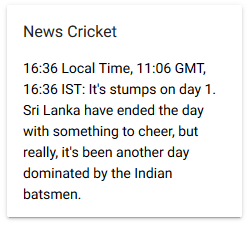 News Cricket
16:36 Local Time, 11:06 GMT,
16:36 IST: It's stumps on day 1.
Sri Lanka have ended the day
with something to cheer, but
really, it's been another day
dominated by the Indian
batsmen.